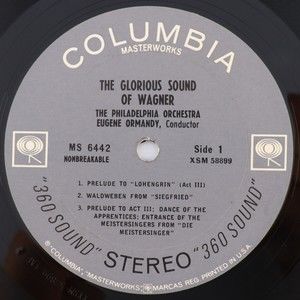 COLUMBIA
MASTERWORKS
THE GLORIOUS SOUND
OF WAGNER
THE PHILADELPHIA ORCHESTRA
EUGENE ORMANDY, Conductor
MS 6442
NONBREAKABLE
Side 1
XSM 58899
1. PRELUDE TO "LOHENGRIN" (Act III)
2. WALDWEBEN FROM "SIEGFRIED"
3. PRELUDE TO ACT III; DANCE OF THE
APPRENTICES; ENTRANCE OF THE
MEISTERSINGERS FROM "DIE
MEISTERSINGER"
"360 SOUND" STEREO "360 SOUND"
® "COLUMBIA", "MASTERWORKS", MARCAS REG. PRINTED IN U.S.A.